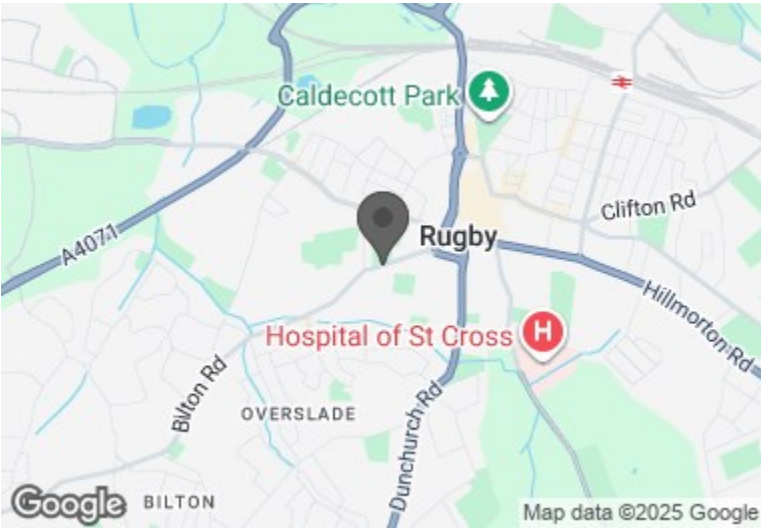 Caldecott Park
Clifton Rd
A4071
Rugby
Hillmorton Rd
Hospital of St Cross
H
Bilton Rd
OVERSLADE
Dunchurch Rd
BILTON
Google
Map data ©2025 Google